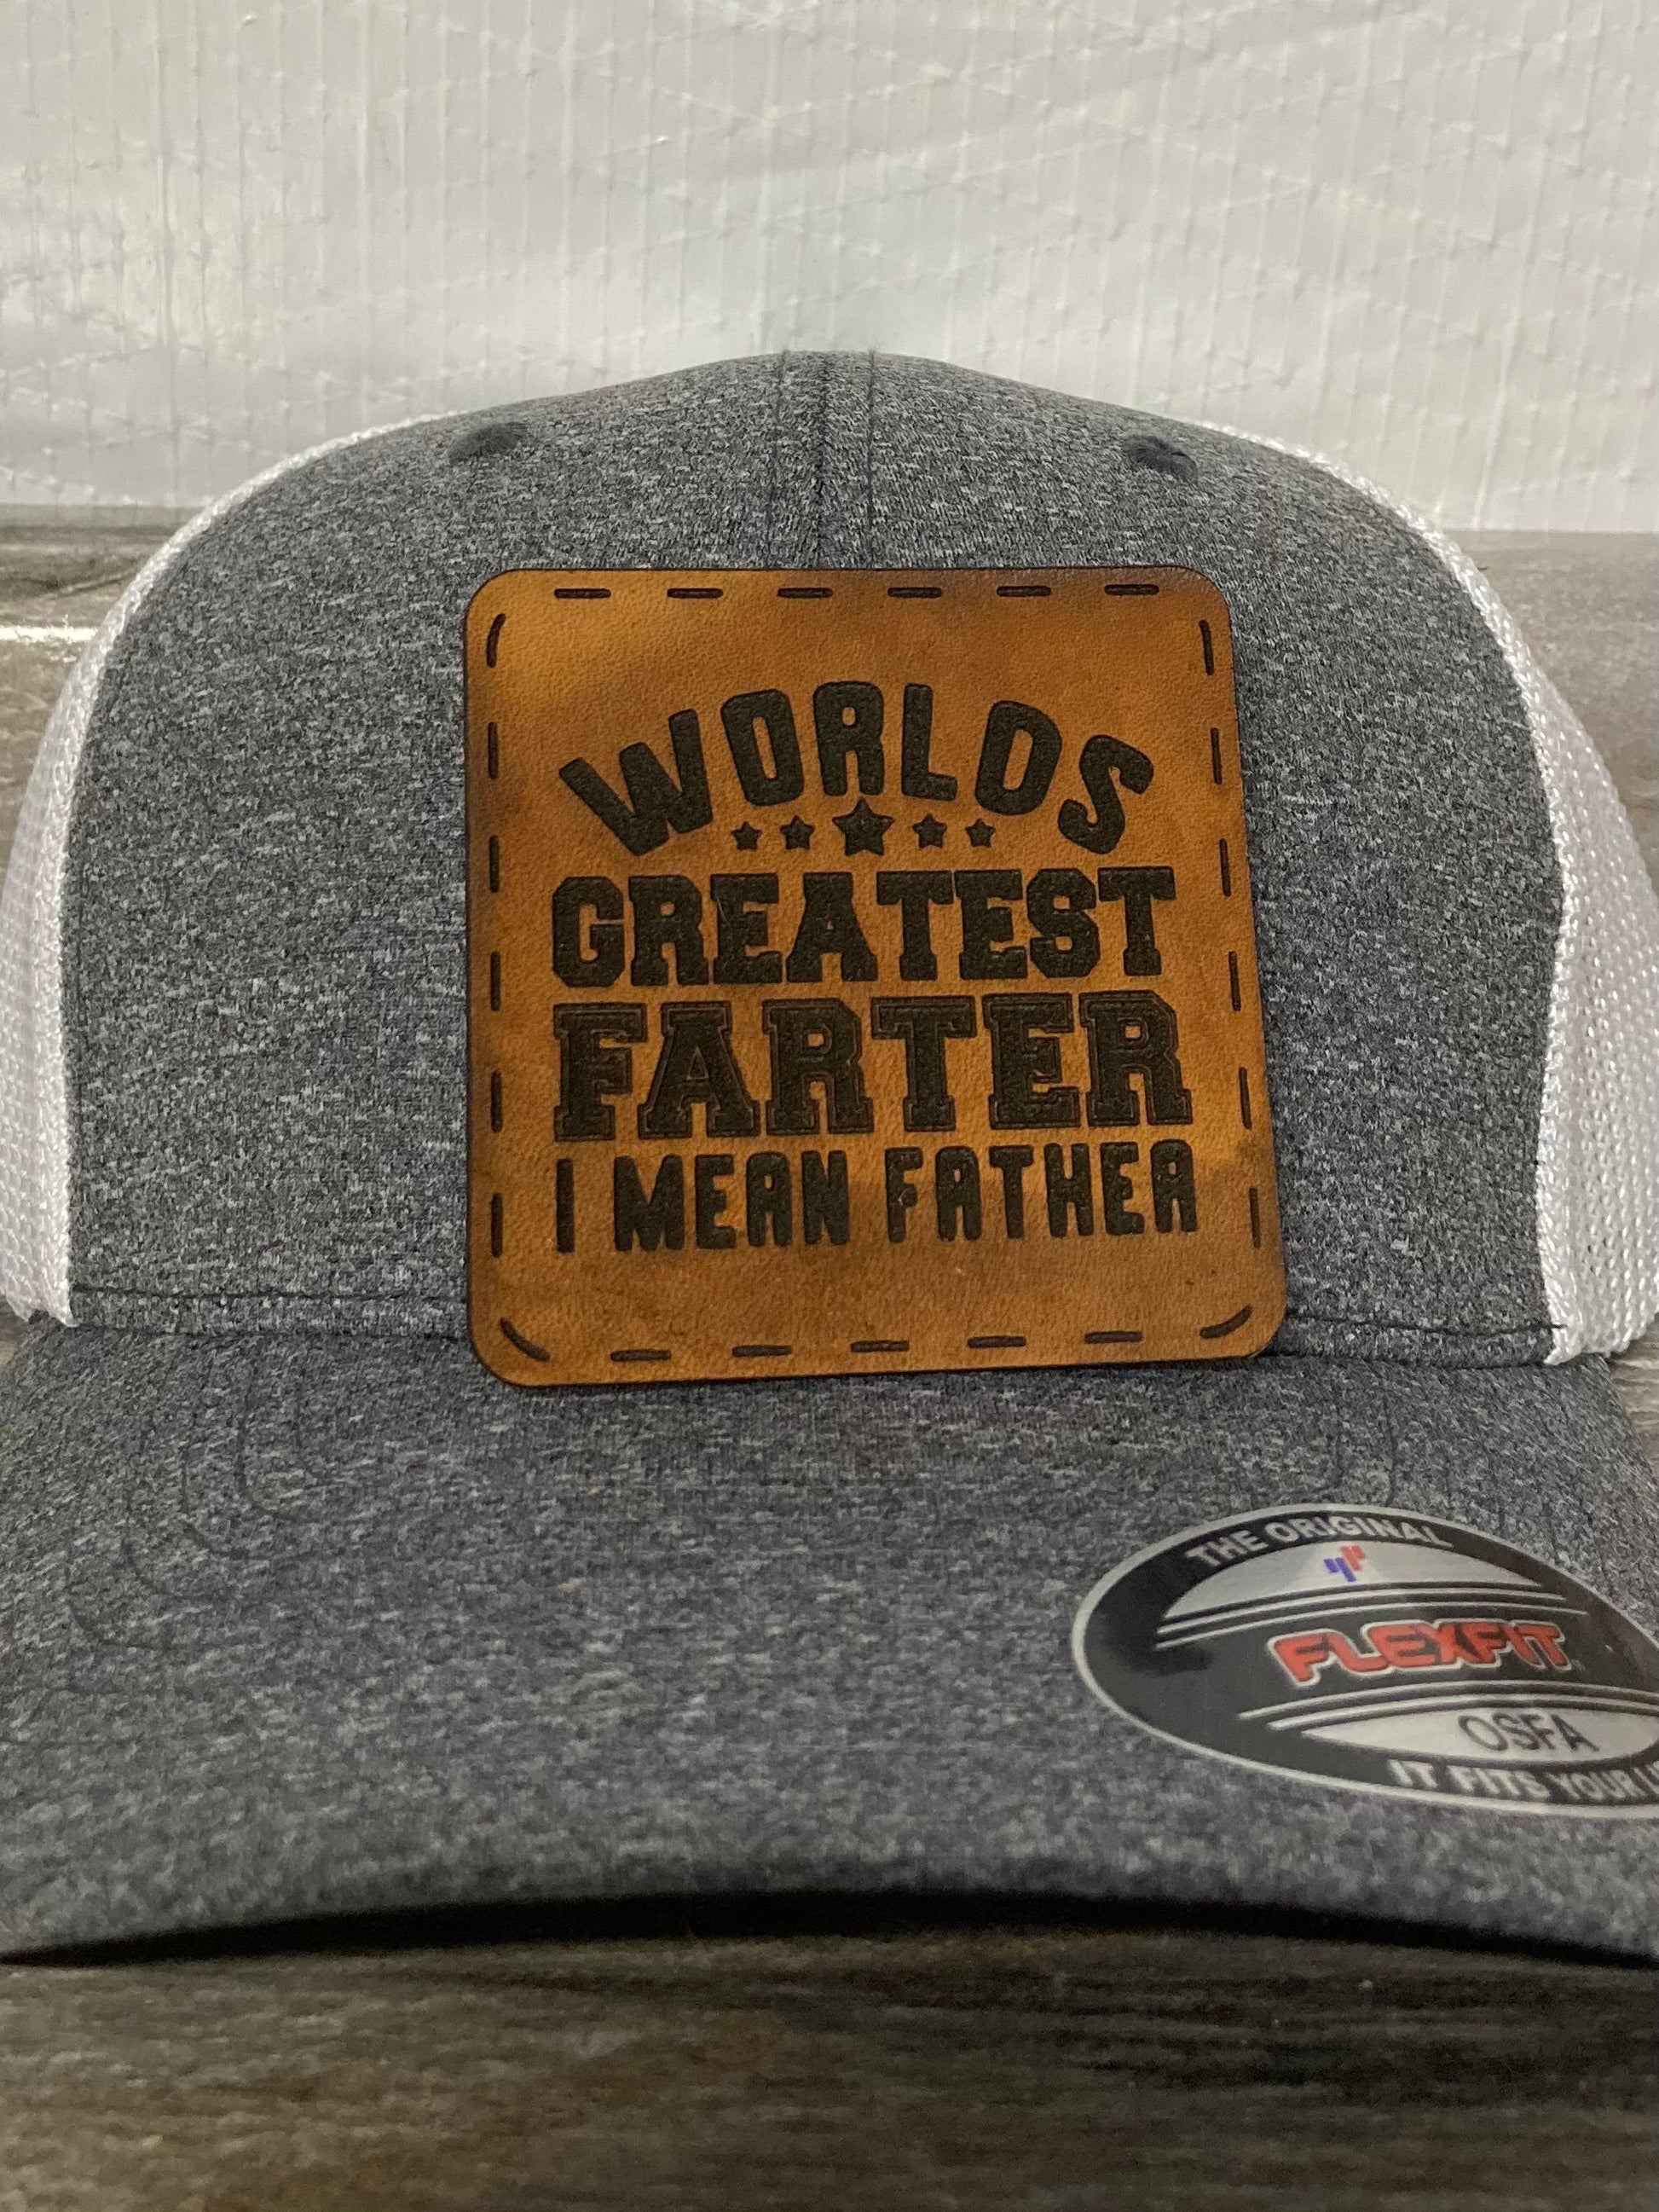 WORLDS
GREATEST
FARTER
I MEAN FATHER
THE ORIGINAL
FLEXFIT
OSFA
IT FITS YOUR